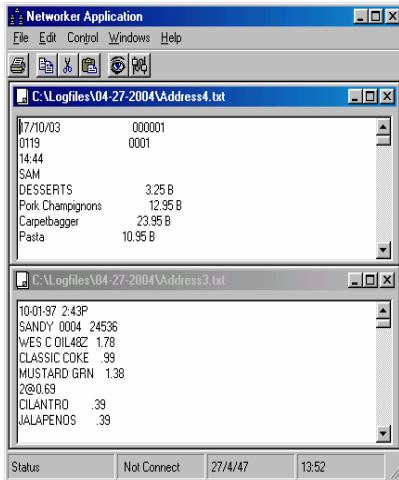 Networker Application
File Edit Control Windows Help
C:\Logfiles\04-27-2004\Address4.txt
17/10/03 000001
0119 0001
14:44
SAM
DESSERTS 3.25 B
Pork Champignons 12.95 B
Carpetbagger 23.95 B
Pasta 10.95 B
C:\Logfiles\04-27-2004\Address3.txt
10-01-97 2:43P
SANDY 0004 24536
WES C OIL48Z 1.78
CLASSIC COKE .99
MUSTARD GRN 1.38
2@0.69
CILANTRO .39
JALAPENOS .39
Status Not Connect 27/4/47 13:52